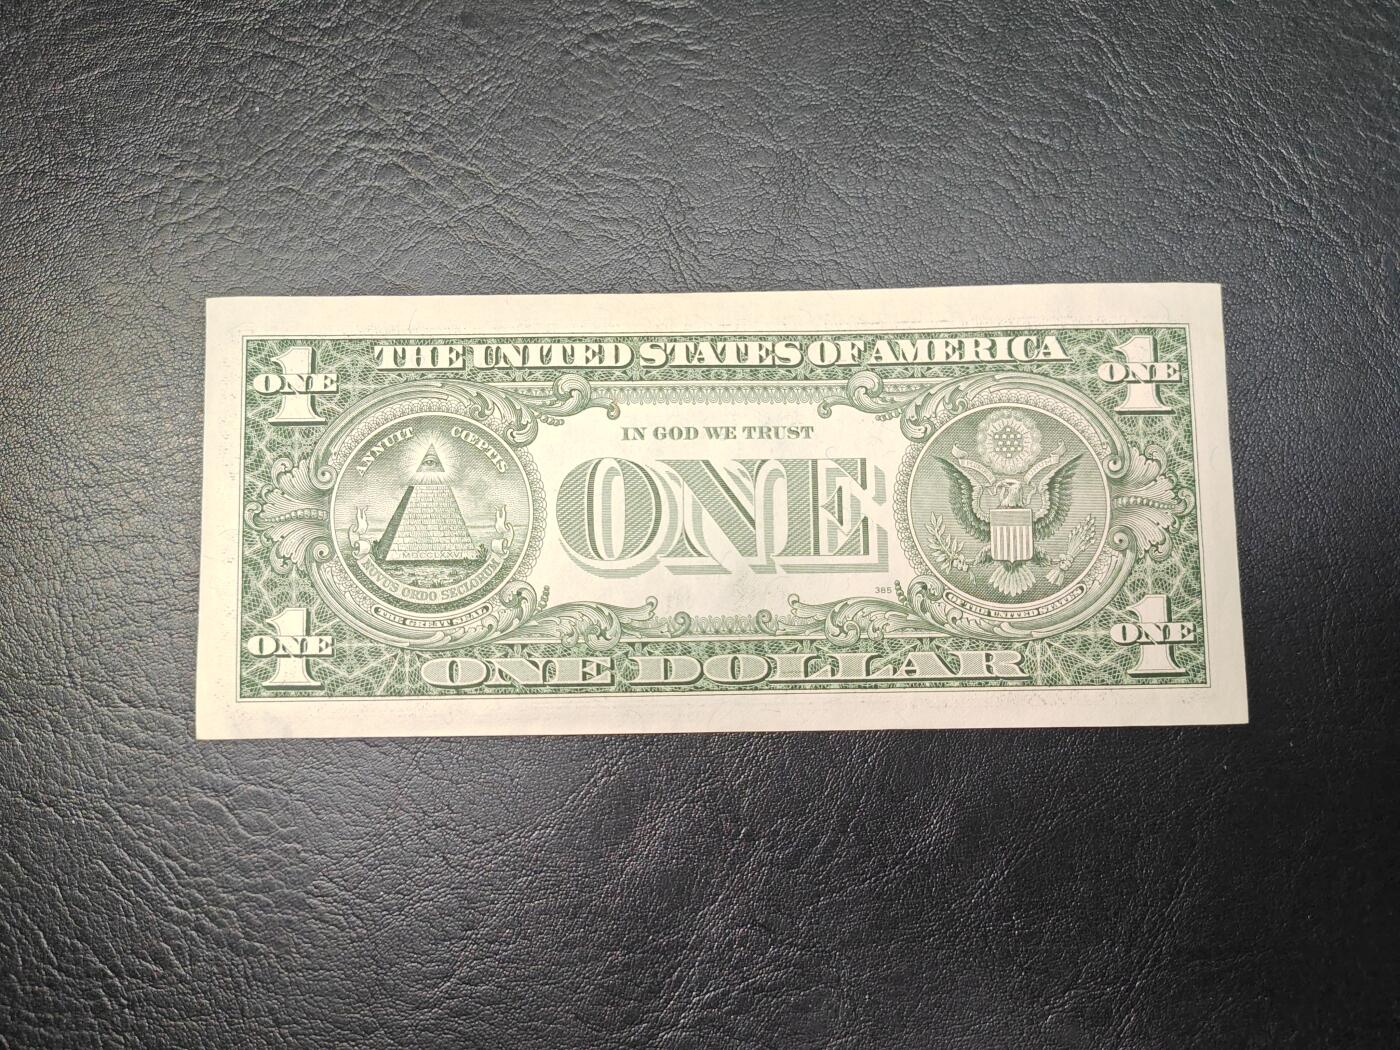 THE UNITED STATES OF AMERICA
1
ONE
1
ONE
ANNUIT CŒPTIS
IN GOD WE TRUST
ONE
MDCCLXXVI
NOVUS ORDO SECLORUM
THE GREAT SEAL
385
OF THE UNITED STATES
1
ONE
1
ONE
ONE DOLLAR